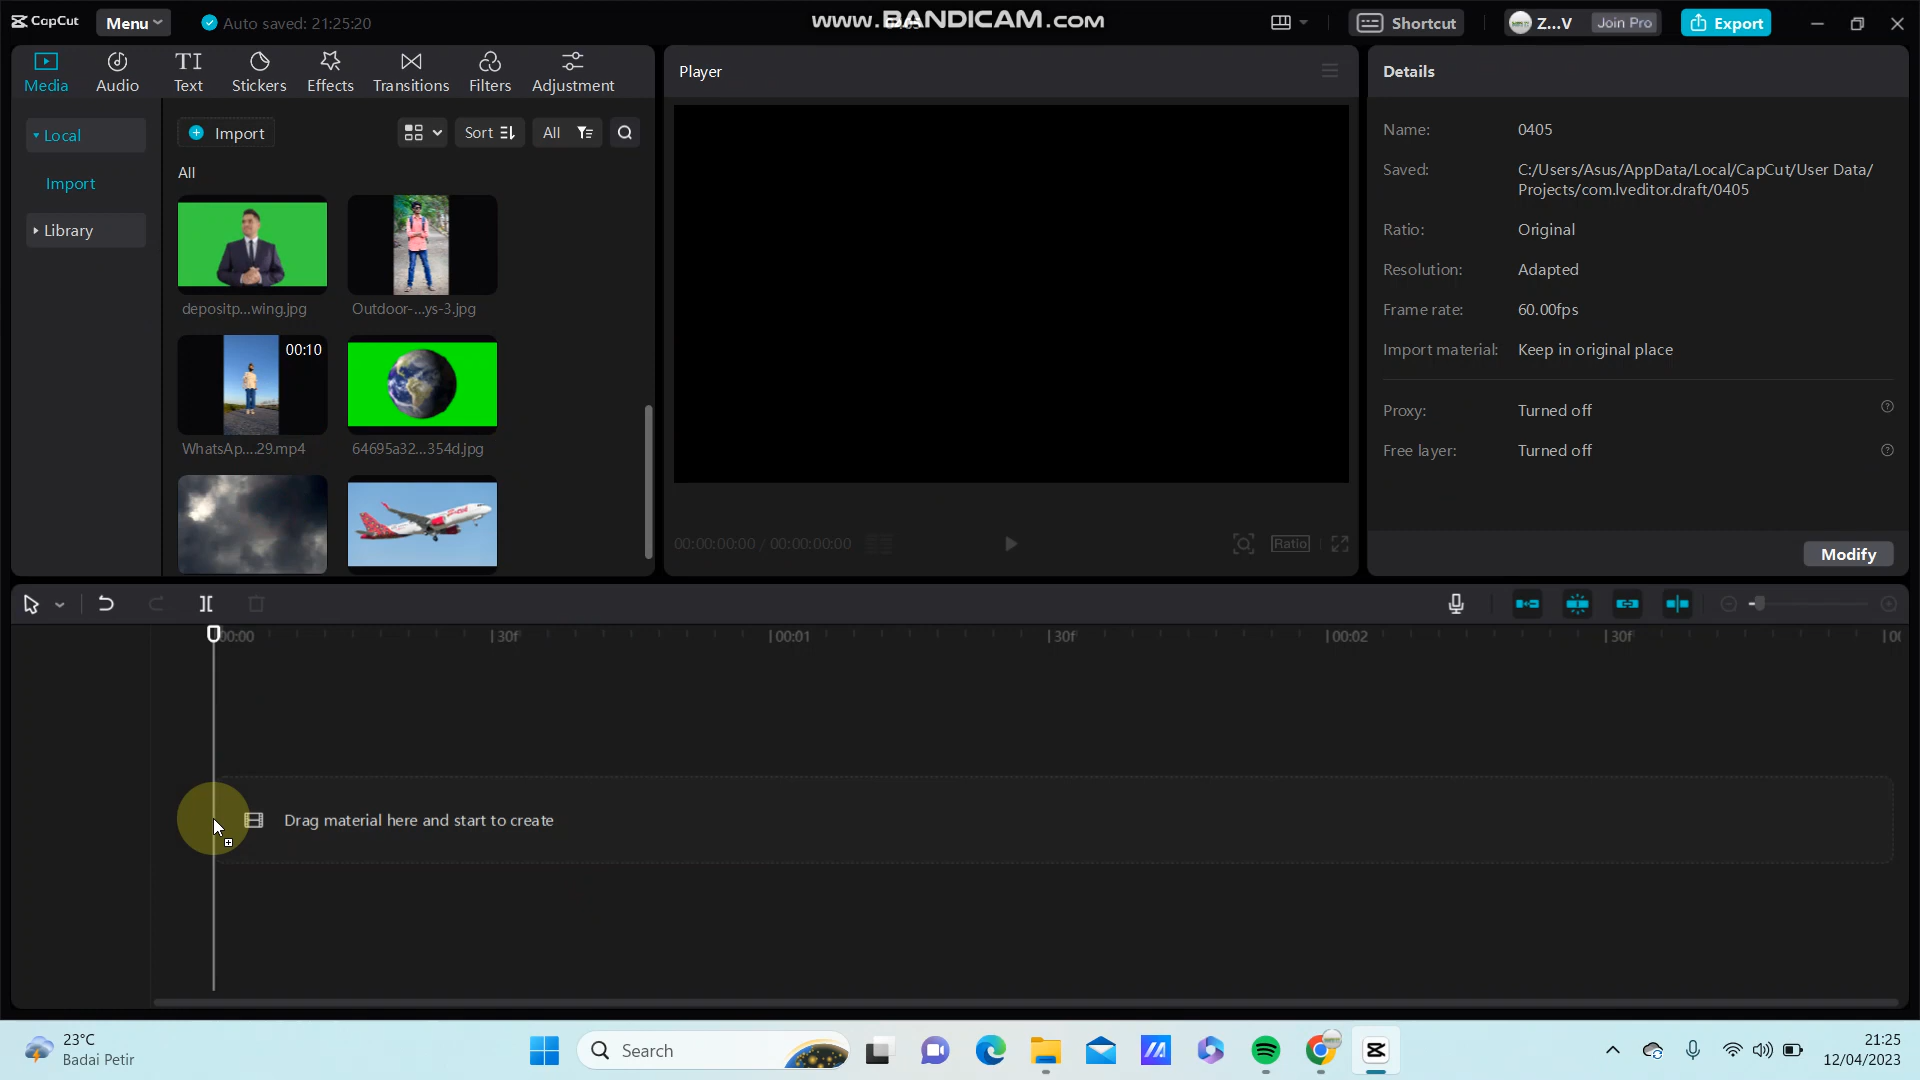 CapCut Menu Auto saved: 21:25:20 www.BANDICAM.com Shortcut Z...V Join Pro Export
Media Audio Text Stickers Effects Transitions Filters Adjustment
Player
Details
Local
Import
Library
Import Sort All
All
depositp...wing.jpg Outdoor-...ys-3.jpg
00:10
WhatsAp....29.mp4 64695a32...354d.jpg
00:00:00:00 / 00:00:00:00 Ratio
Name: 0405
Saved: C:/Users/Asus/AppData/Local/CapCut/User Data/
Projects/com.lveditor.draft/0405
Ratio: Original
Resolution: Adapted
Frame rate: 60.00fps
Import material: Keep in original place
Proxy: Turned off
Free layer: Turned off
Modify
00:00 |30f |00:01 |30f |00:02 |30f
Drag material here and start to create
23°C
Badai Petir
Search
21:25
12/04/2023